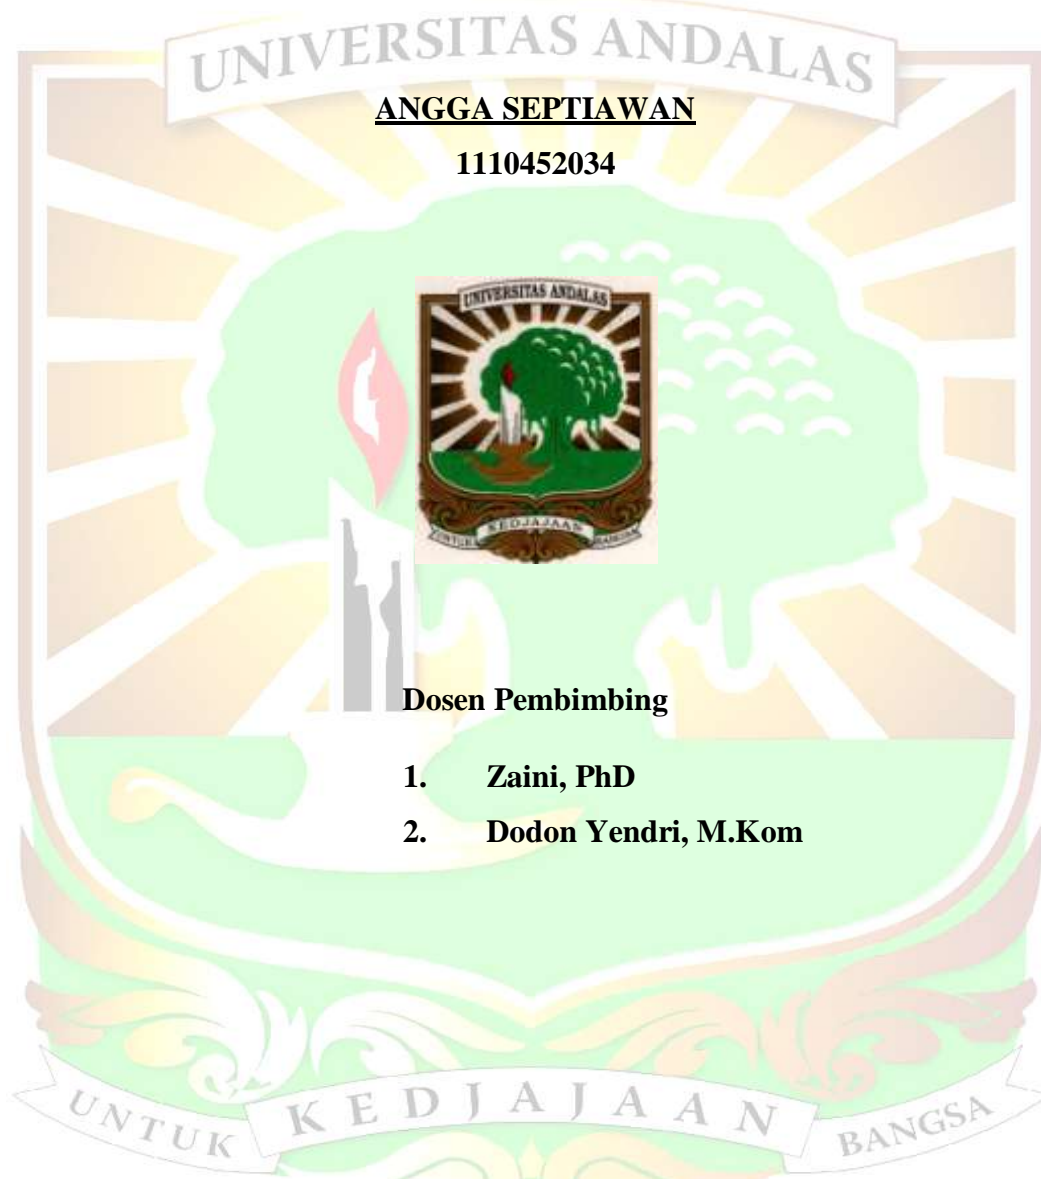 UNIVERSITAS ANDALAS
ANGGA SEPTIAWAN
1110452034
UNIVERSITAS ANDALAS
UNTUK KEDJAJAAN BANGSA
Dosen Pembimbing
1. Zaini, PhD
2. Dodon Yendri, M.Kom
UNTUK KEDJAJAAN BANGSA